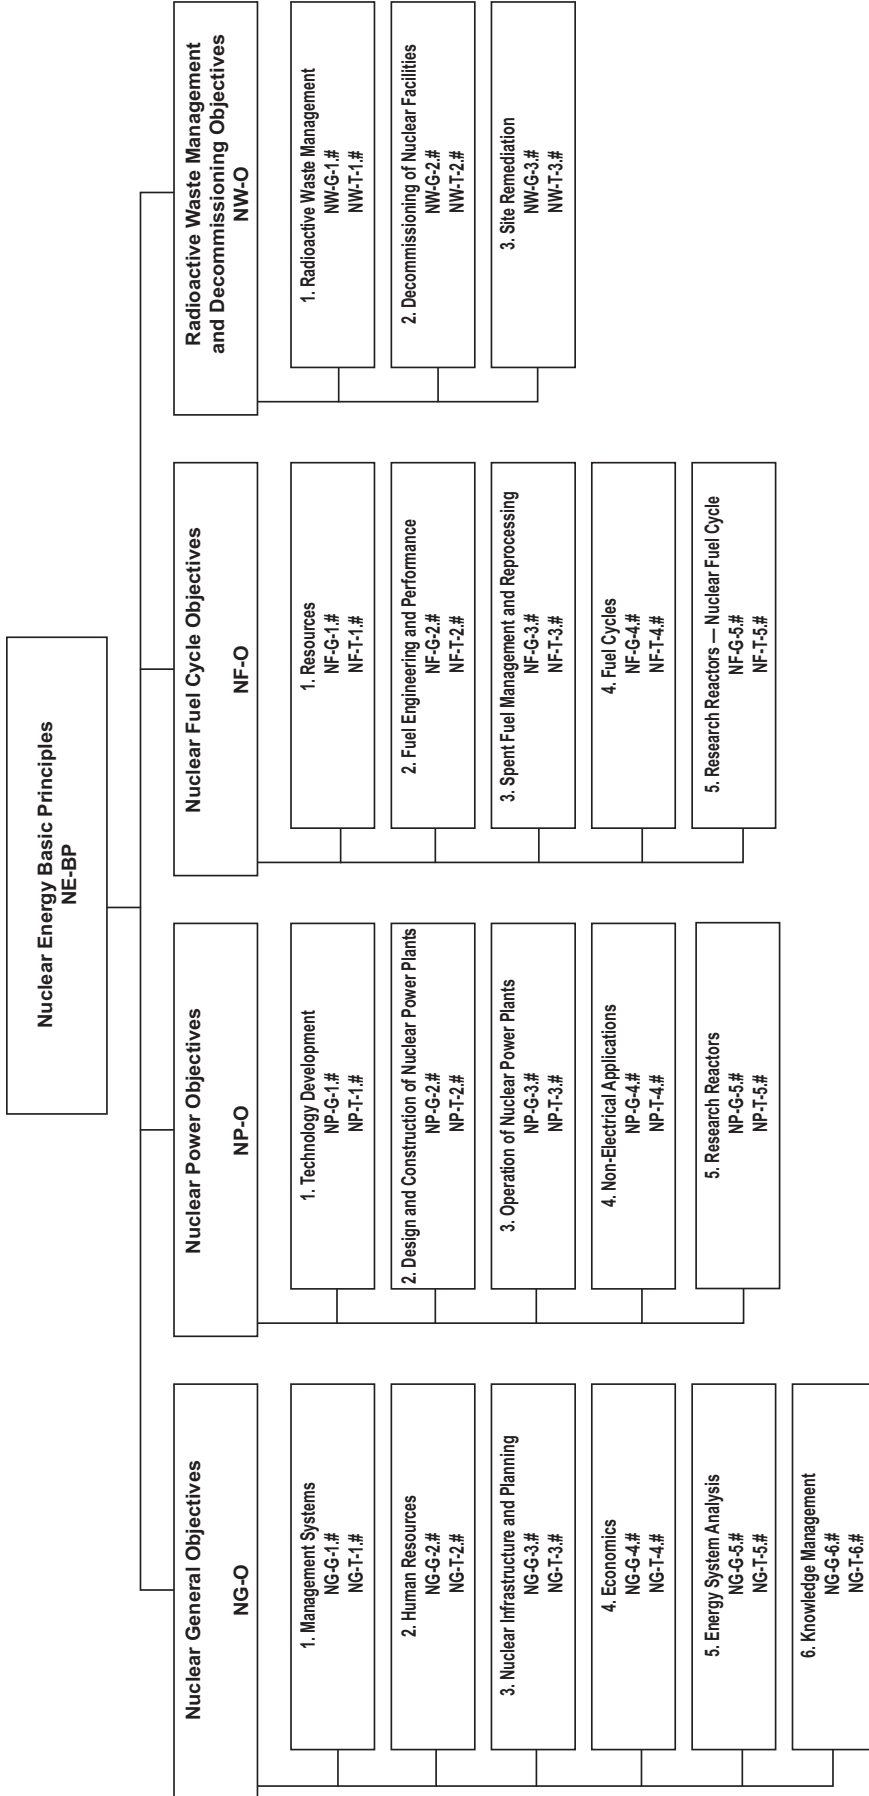 Nuclear Energy Basic Principles
NE-BP
Nuclear General Objectives
NG-O
1. Management Systems
NG-G-1.#
NG-T-1.#
2. Human Resources
NG-G-2.#
NG-T-2.#
3. Nuclear Infrastructure and Planning
NG-G-3.#
NG-T-3.#
4. Economics
NG-G-4.#
NG-T-4.#
5. Energy System Analysis
NG-G-5.#
NG-T-5.#
6. Knowledge Management
NG-G-6.#
NG-T-6.#
Nuclear Power Objectives
NP-O
1. Technology Development
NP-G-1.#
NP-T-1.#
2. Design and Construction of Nuclear Power Plants
NP-G-2.#
NP-T-2.#
3. Operation of Nuclear Power Plants
NP-G-3.#
NP-T-3.#
4. Non-Electrical Applications
NP-G-4.#
NP-T-4.#
5. Research Reactors
NP-G-5.#
NP-T-5.#
Nuclear Fuel Cycle Objectives
NF-O
1. Resources
NF-G-1.#
NF-T-1.#
2. Fuel Engineering and Performance
NF-G-2.#
NF-T-2.#
3. Spent Fuel Management and Reprocessing
NF-G-3.#
NF-T-3.#
4. Fuel Cycles
NF-G-4.#
NF-T-4.#
5. Research Reactors — Nuclear Fuel Cycle
NF-G-5.#
NF-T-5.#
Radioactive Waste Management
and Decommissioning Objectives
NW-O
1. Radioactive Waste Management
NW-G-1.#
NW-T-1.#
2. Decommissioning of Nuclear Facilities
NW-G-2.#
NW-T-2.#
3. Site Remediation
NW-G-3.#
NW-T-3.#